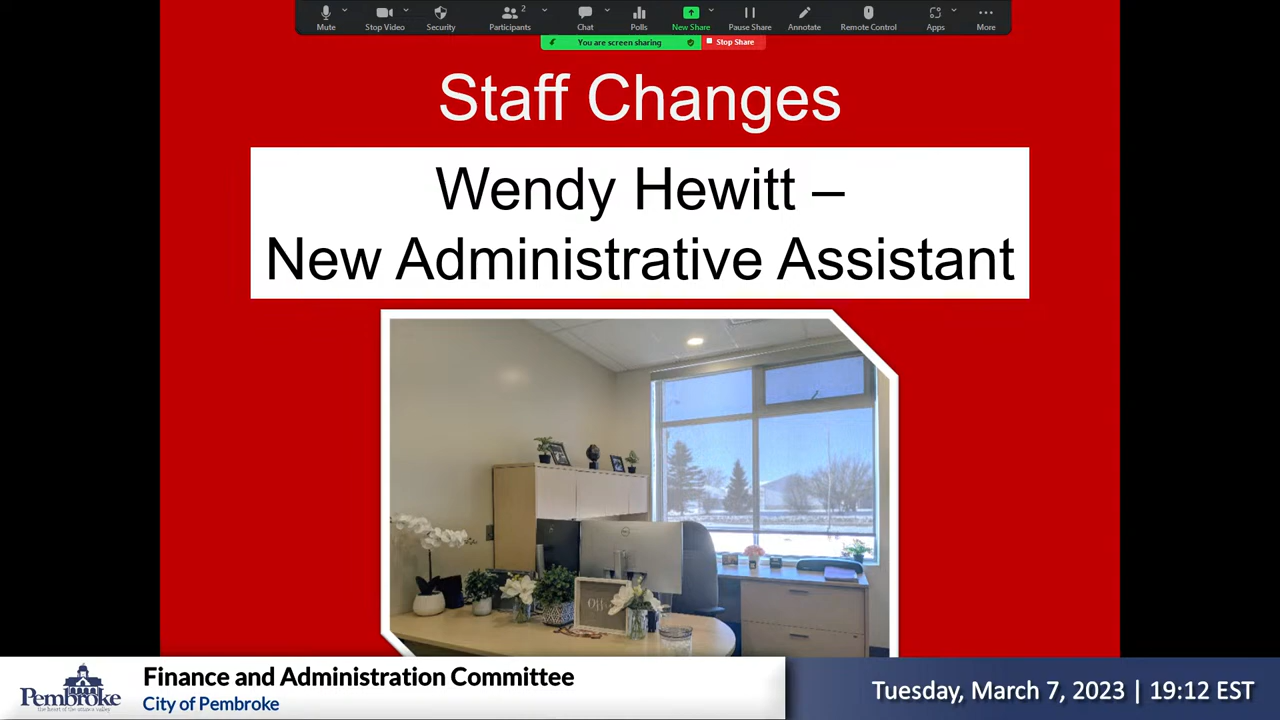 Mute
Stop Video
Security
Participants 2
Chat
Polls
New Share
Pause Share
Annotate
Remote Control
Apps
More
You are screen sharing
Stop Share
Staff Changes
Wendy Hewitt –
New Administrative Assistant
Pembroke
Finance and Administration Committee
City of Pembroke
Tuesday, March 7, 2023 | 19:12 EST